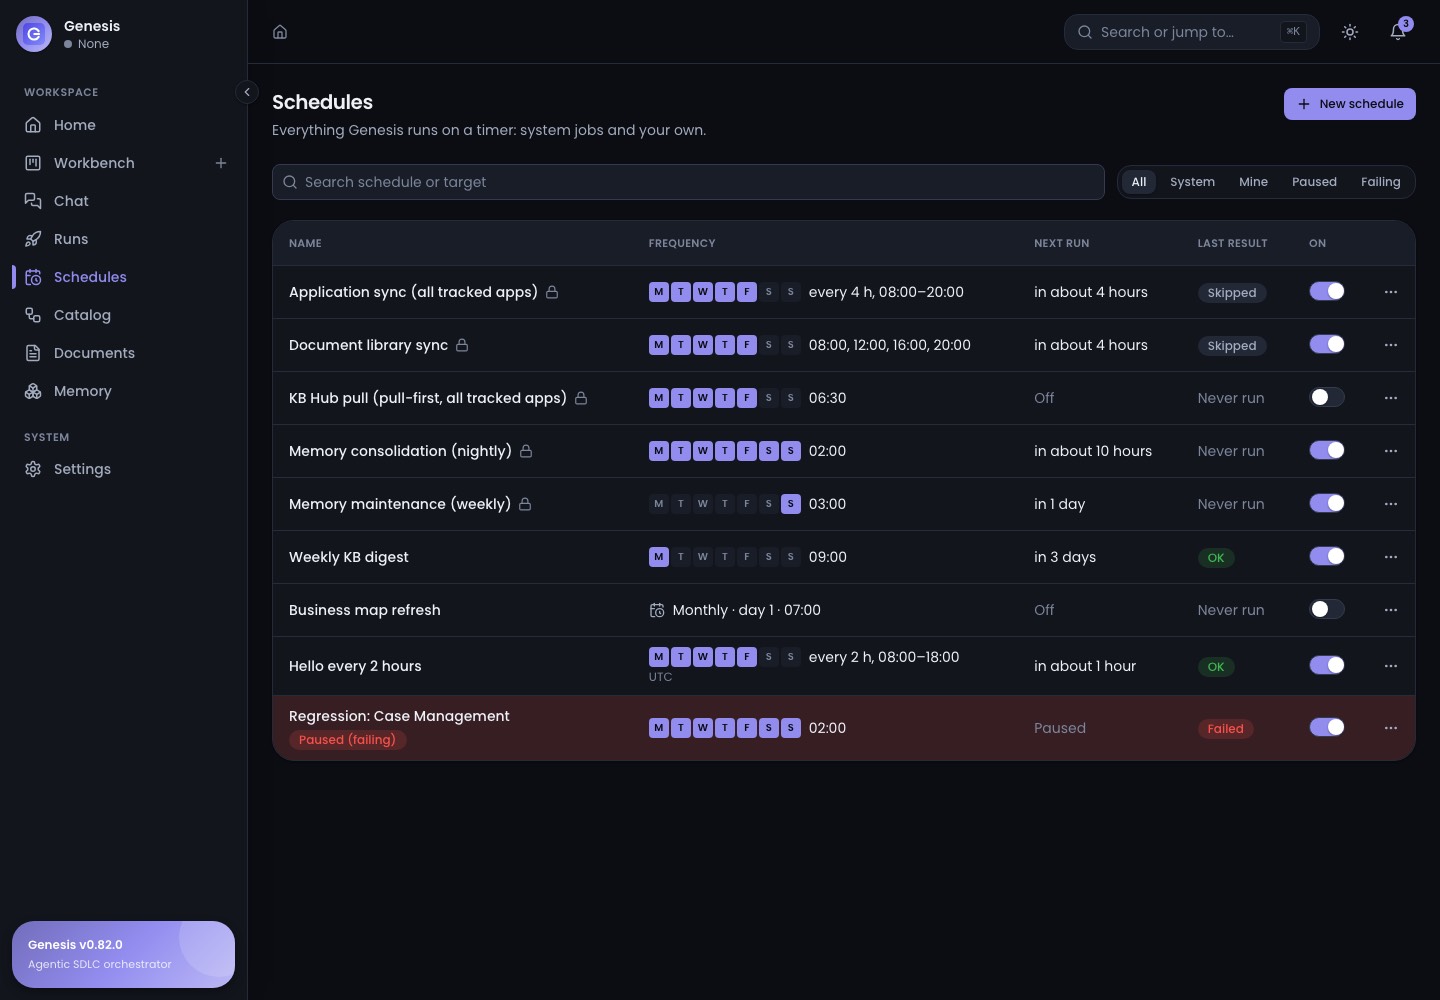 Genesis
None
Search or jump to...
⌘K
3
WORKSPACE
Home
Workbench
Chat
Runs
Schedules
Catalog
Documents
Memory
SYSTEM
Settings
Genesis v0.82.0
Agentic SDLC orchestrator
Schedules
Everything Genesis runs on a timer: system jobs and your own.
New schedule
Search schedule or target
All System Mine Paused Failing
NAME FREQUENCY NEXT RUN LAST RESULT ON
Application sync (all tracked apps) M T W T F S S every 4 h, 08:00–20:00 in about 4 hours Skipped
Document library sync M T W T F S S 08:00, 12:00, 16:00, 20:00 in about 4 hours Skipped
KB Hub pull (pull-first, all tracked apps) M T W T F S S 06:30 Off Never run
Memory consolidation (nightly) M T W T F S S 02:00 in about 10 hours Never run
Memory maintenance (weekly) M T W T F S S 03:00 in 1 day Never run
Weekly KB digest M T W T F S S 09:00 in 3 days OK
Business map refresh Monthly · day 1 · 07:00 Off Never run
Hello every 2 hours M T W T F S S every 2 h, 08:00–18:00 in about 1 hour OK
UTC
Regression: Case Management M T W T F S S 02:00 Paused Failed
Paused (failing)